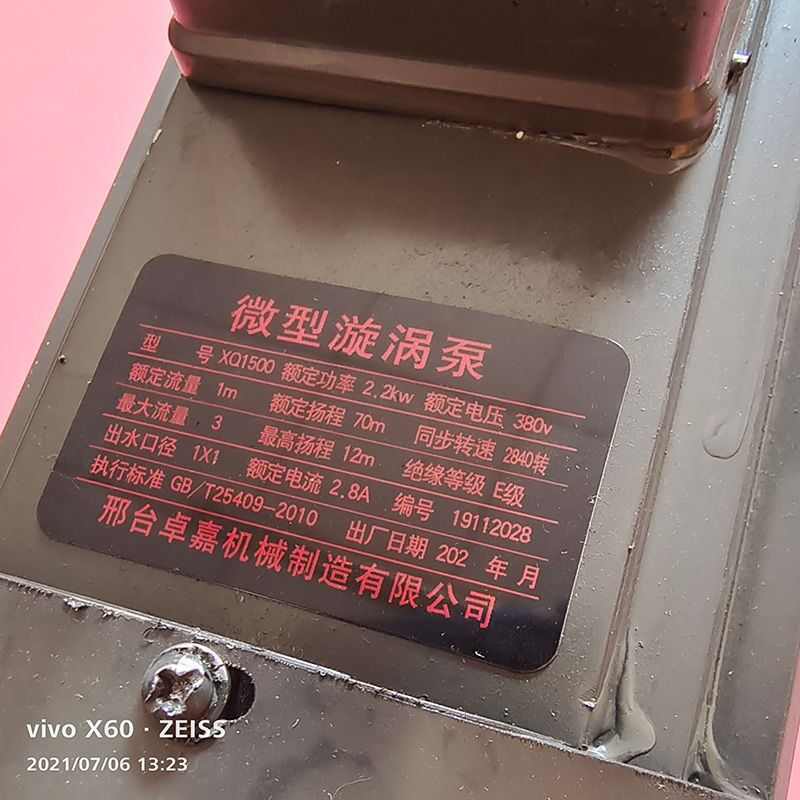 微型漩涡泵
型 号 XQ1500 额定功率 2.2kw 额定电压 380v
额定流量 1m 额定扬程 70m 同步转速 2840转
最大流量 3 最高扬程 12m 绝缘等级 E级
出水口径 1X1 额定电流 2.8A 编号 19112028
执行标准 GB/T25409-2010 出厂日期 202 年 月
邢台卓嘉机械制造有限公司
vivo X60 · ZEISS
2021/07/06 13:23